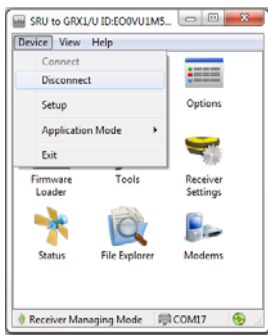 SRU to GRX1/U ID:EO0VU1M5...
Device View Help
Connect
Disconnect
Setup
Application Mode
Exit
Options
Firmware Loader
Tools
Receiver Settings
Status
File Explorer
Modems
Receiver Managing Mode COM17